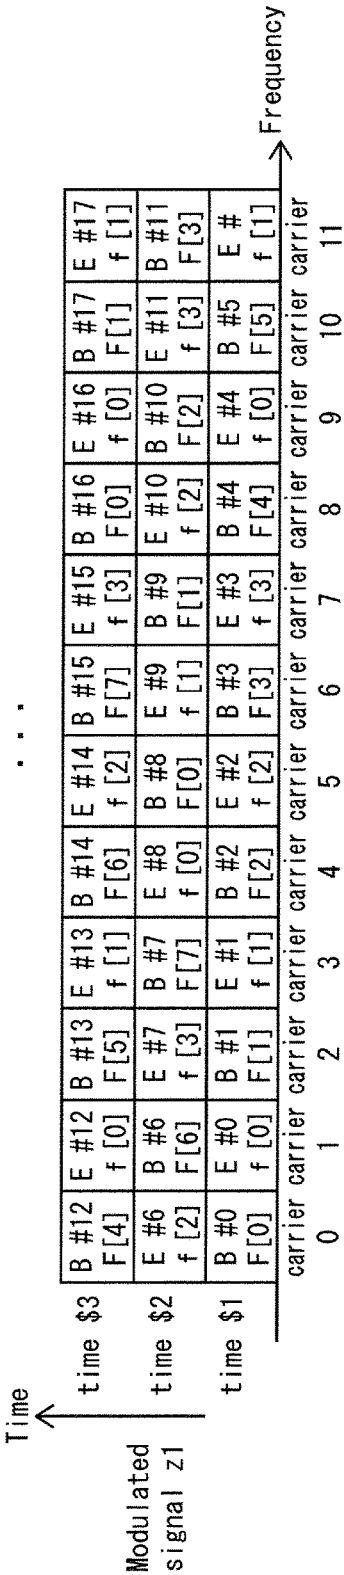 Time
Modulated
signal z1
. . .
time $3
B #12 E #12 B #13 E #13 B #14 E #14 B #15 E #15 B #16 E #16 B #17 E #17
F[4] f [0] F[5] f [1] F[6] f [2] F[7] f [3] F[0] f [0] F[1] f [1]
time $2
E #6 B #6 E #7 B #7 E #8 B #8 E #9 B #9 E #10 B #10 E #11 B #11
f [2] F[6] f [3] F[7] f [0] F[0] f [1] F[1] f [2] F[2] f [3] F[3]
time $1
B #0 E #0 B #1 E #1 B #2 E #2 B #3 E #3 B #4 E #4 B #5 E #
F[0] f [0] F[1] f [1] F[2] f [2] F[3] f [3] F[4] f [0] F[5] f [1]
carrier carrier carrier carrier carrier carrier carrier carrier carrier carrier carrier carrier
0 1 2 3 4 5 6 7 8 9 10 11
Frequency